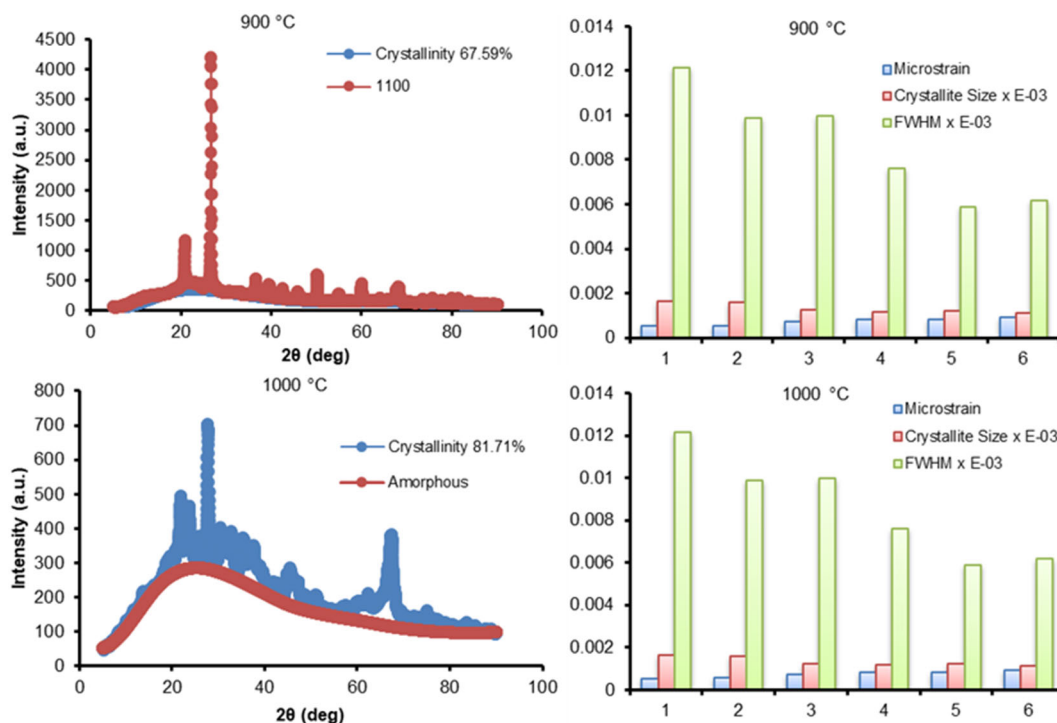 900 °C
4500
4000
3500
3000
2500
2000
1500
1000
500
0
Intensity (a.u.)
Crystallinity 67.59%
1100
0 20 40 60 80 100
2θ (deg)
900 °C
0.014
0.012
0.01
0.008
0.006
0.004
0.002
0
Microstrain
Crystallite Size x E-03
FWHM x E-03
1 2 3 4 5 6
1000 °C
800
700
600
500
400
300
200
100
0
Intensity (a.u.)
Crystallinity 81.71%
Amorphous
0 20 40 60 80 100
2θ (deg)
1000 °C
0.014
0.012
0.01
0.008
0.006
0.004
0.002
0
Microstrain
Crystallite Size x E-03
FWHM x E-03
1 2 3 4 5 6